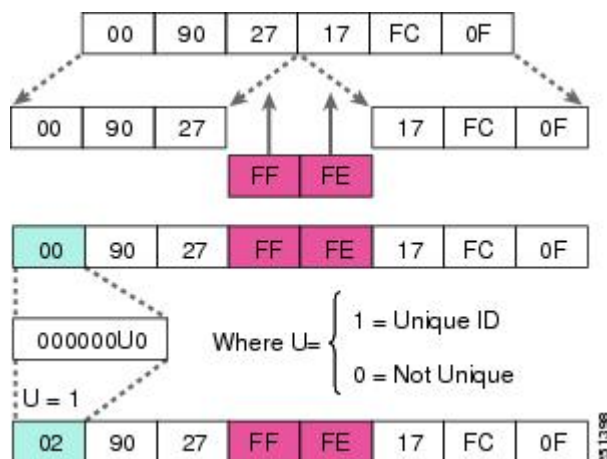 00 90 27 17 FC 0F
00 90 27 17 FC 0F
FF FE
00 90 27 FF FE 17 FC 0F
000000U0
Where U=
1 = Unique ID
0 = Not Unique
U = 1
02 90 27 FF FE 17 FC 0F